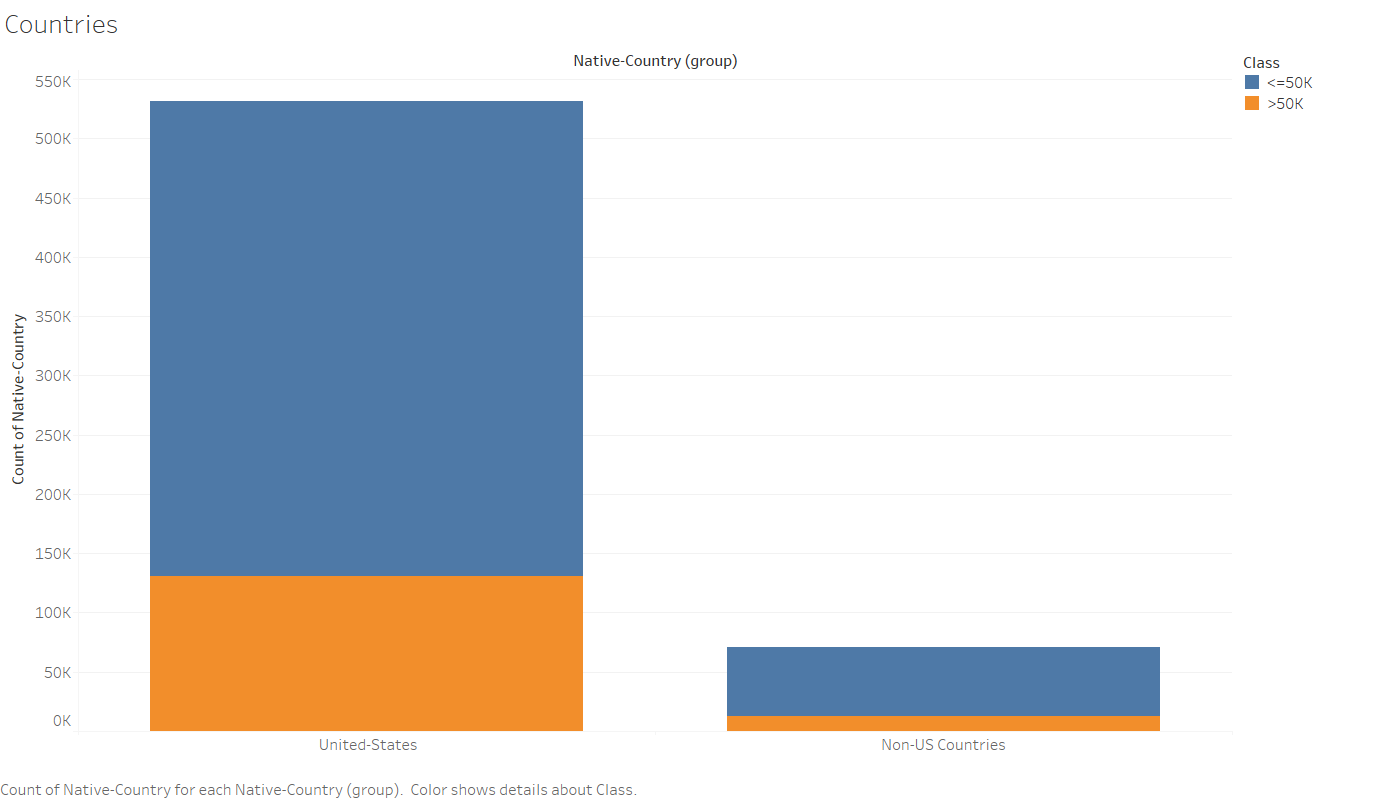 Countries
Native-Country (group)
Class
<=50K
>50K
550K
500K
450K
400K
350K
300K
250K
200K
150K
100K
50K
0K
Count of Native-Country
United-States
Non-US Countries
Count of Native-Country for each Native-Country (group).  Color shows details about Class.